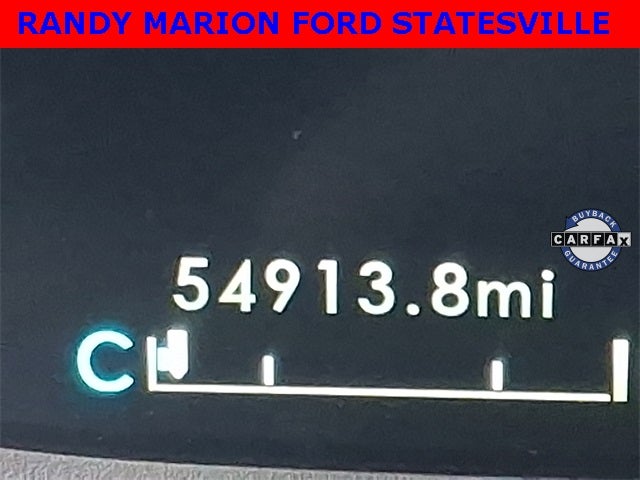 RANDY MARION FORD STATESVILLE
BUYBACK
CARFAX
GUARANTEE
54913.8mi
C